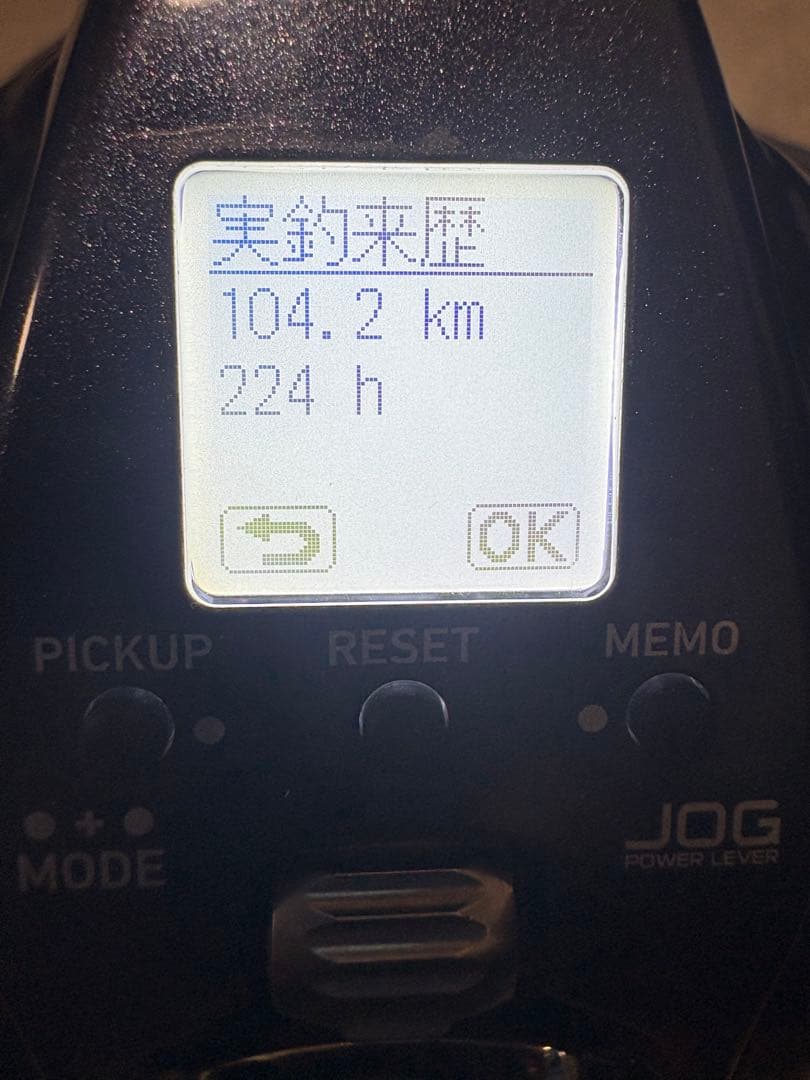 実釣来歴
104.2 km
224 h
OK
PICKUP
RESET
MEMO
MODE
JOG
POWER LEVER